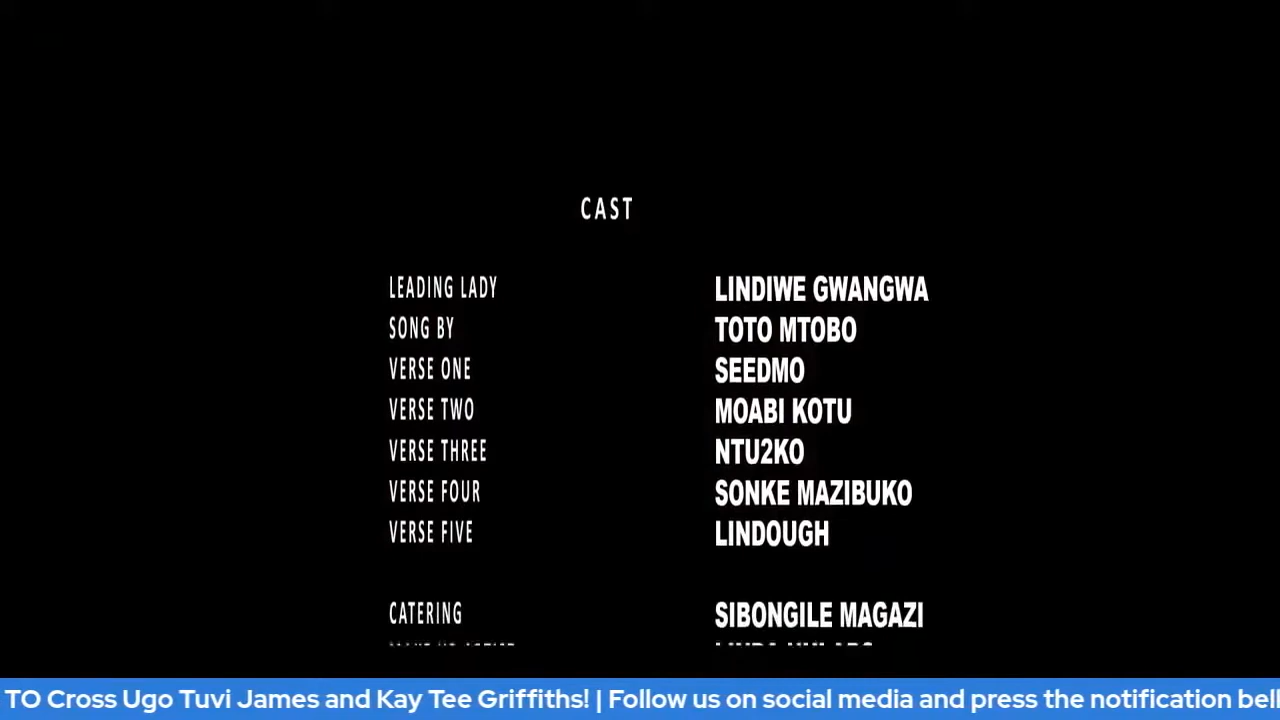 CAST
LEADING LADY LINDIWE GWANGWA
SONG BY TOTO MTOBO
VERSE ONE SEEDMO
VERSE TWO MOABI KOTU
VERSE THREE NTU2KO
VERSE FOUR SONKE MAZIBUKO
VERSE FIVE LINDOUGH
CATERING SIBONGILE MAGAZI
TO Cross Ugo Tuvi James and Kay Tee Griffiths! | Follow us on social media and press the notification bell